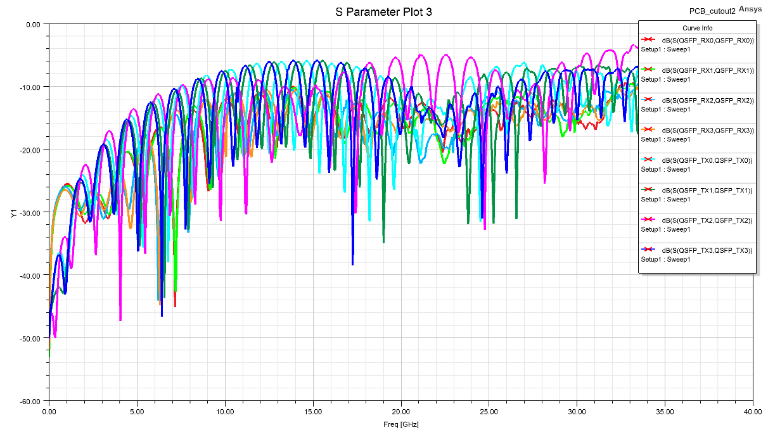 S Parameter Plot 3
PCB_cutout2 Ansys
Curve Info
dB(S(QSFP_RX0,QSFP_RX0))
Setup1 : Sweep1
dB(S(QSFP_RX1,QSFP_RX1))
Setup1 : Sweep1
dB(S(QSFP_RX2,QSFP_RX2))
Setup1 : Sweep1
dB(S(QSFP_RX3,QSFP_RX3))
Setup1 : Sweep1
dB(S(QSFP_TX0,QSFP_TX0))
Setup1 : Sweep1
dB(S(QSFP_TX1,QSFP_TX1))
Setup1 : Sweep1
dB(S(QSFP_TX2,QSFP_TX2))
Setup1 : Sweep1
dB(S(QSFP_TX3,QSFP_TX3))
Setup1 : Sweep1
0.00
-10.00
-20.00
-30.00
-40.00
-50.00
-60.00
Y1
0.00 5.00 10.00 15.00 20.00 25.00 30.00 35.00 40.00
Freq [GHz]